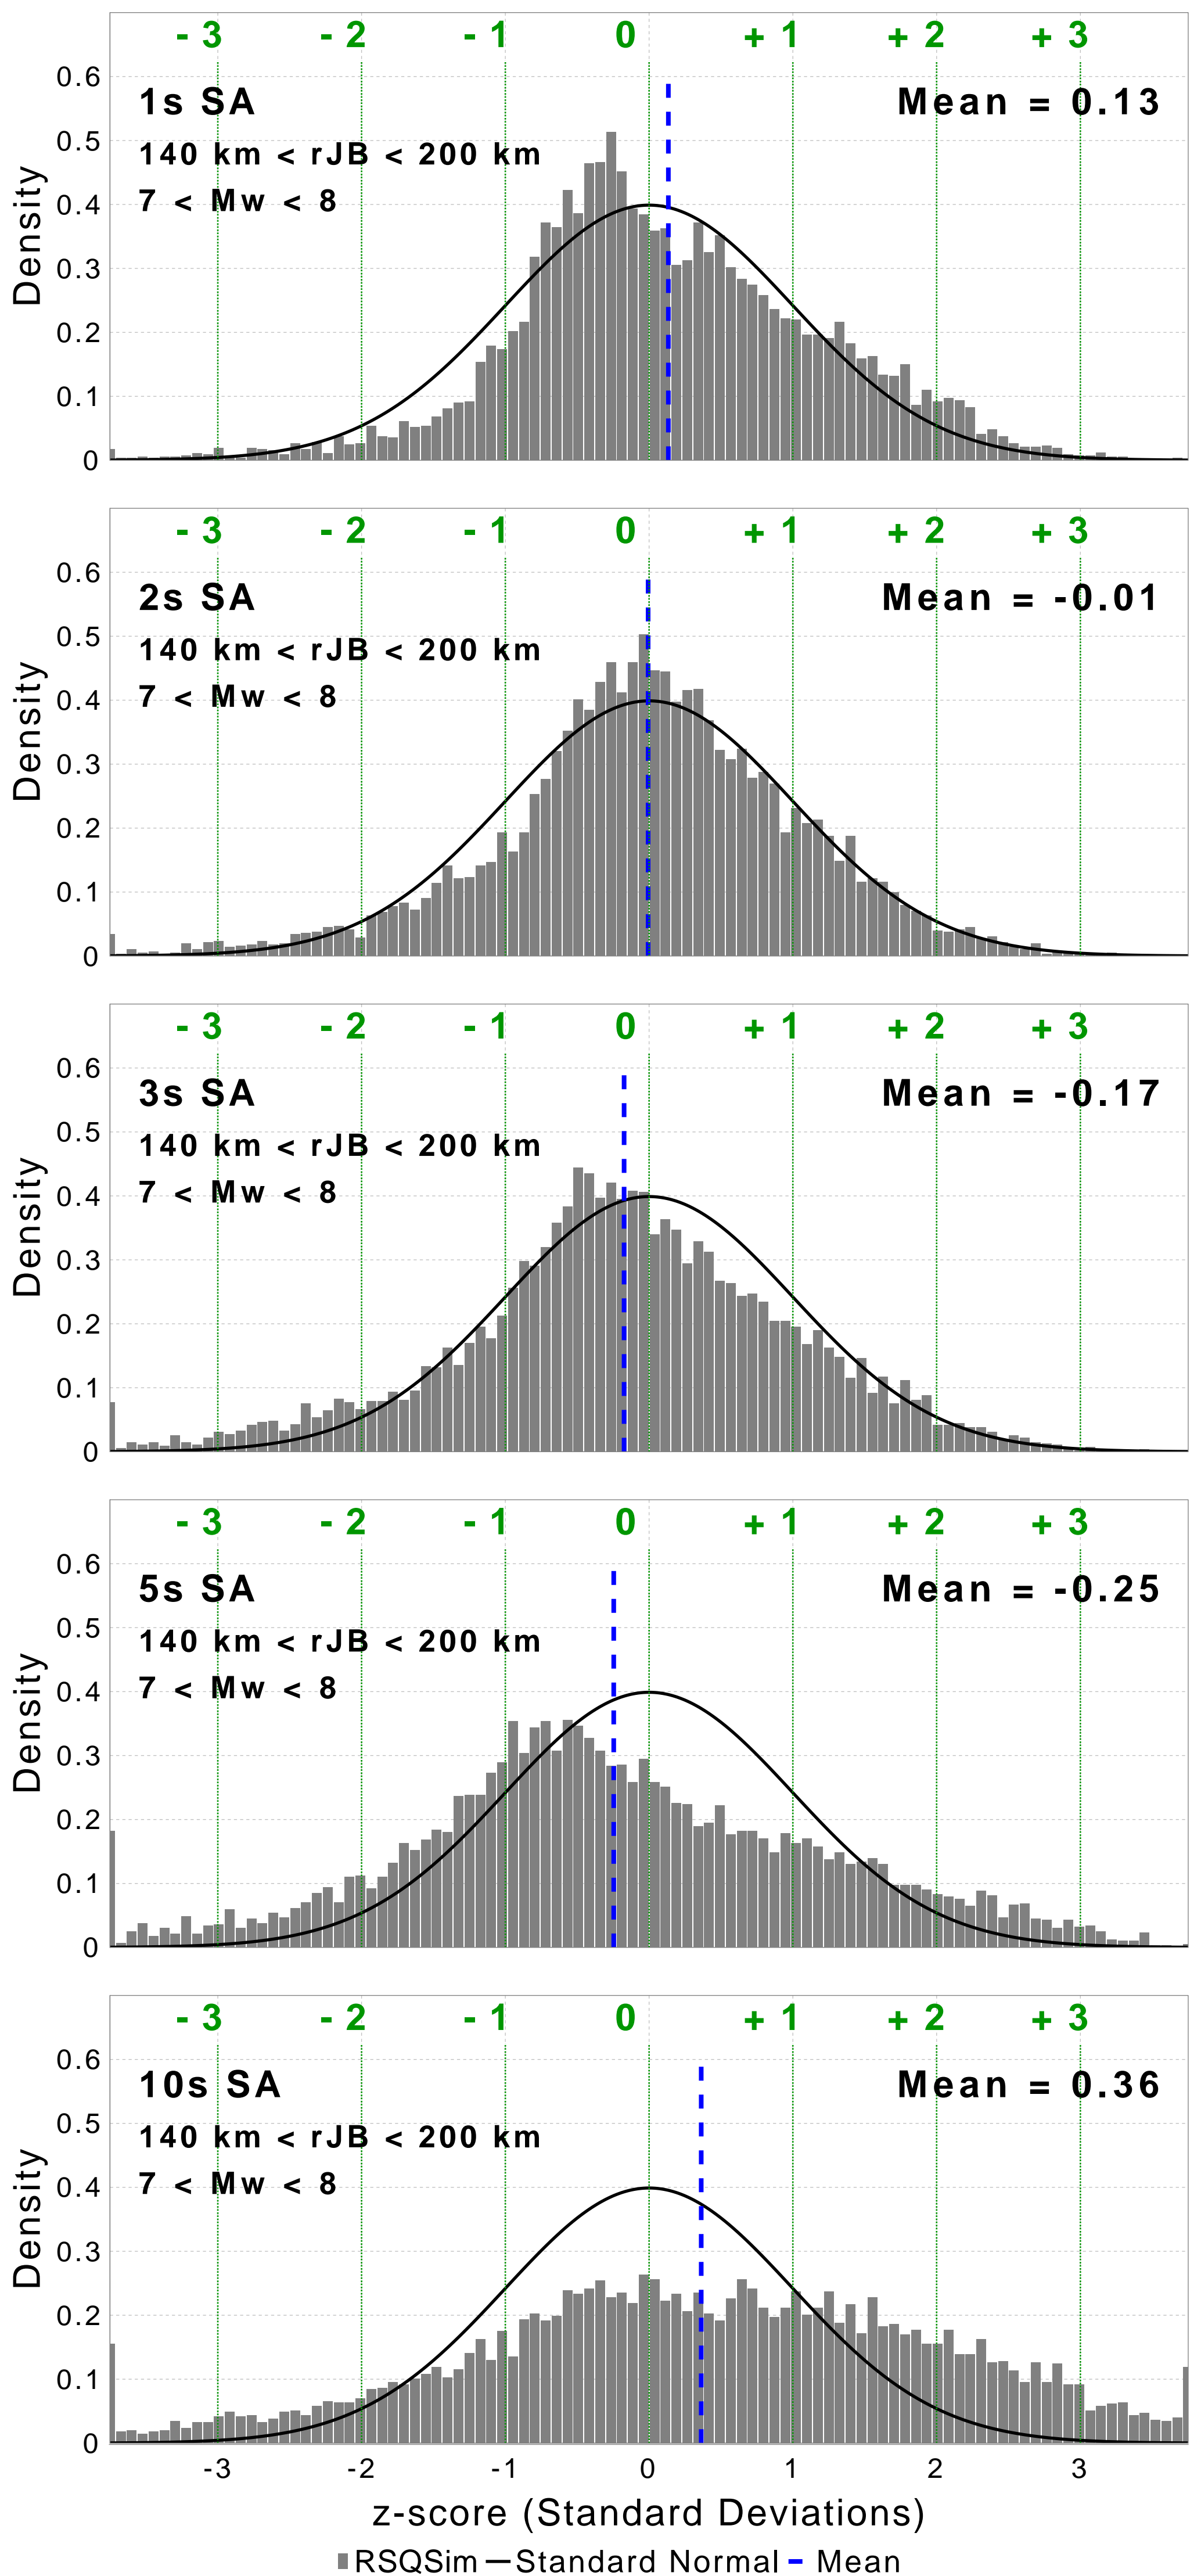 - 3 - 2 - 1 0 + 1 + 2 + 3
0.6
1s SA Mean = 0.13
0.5
140 km < rJB < 200 km
7 < Mw < 8
0.4
Density
0.3
0.2
0.1
0
- 3 - 2 - 1 0 + 1 + 2 + 3
0.6
2s SA Mean = -0.01
0.5
140 km < rJB < 200 km
7 < Mw < 8
0.4
Density
0.3
0.2
0.1
0
- 3 - 2 - 1 0 + 1 + 2 + 3
0.6
3s SA Mean = -0.17
0.5
140 km < rJB < 200 km
7 < Mw < 8
0.4
Density
0.3
0.2
0.1
0
- 3 - 2 - 1 0 + 1 + 2 + 3
0.6
5s SA Mean = -0.25
0.5
140 km < rJB < 200 km
7 < Mw < 8
0.4
Density
0.3
0.2
0.1
0
- 3 - 2 - 1 0 + 1 + 2 + 3
0.6
10s SA Mean = 0.36
0.5
140 km < rJB < 200 km
7 < Mw < 8
0.4
Density
0.3
0.2
0.1
0
-3 -2 -1 0 1 2 3
z-score (Standard Deviations)
RSQSim Standard Normal Mean